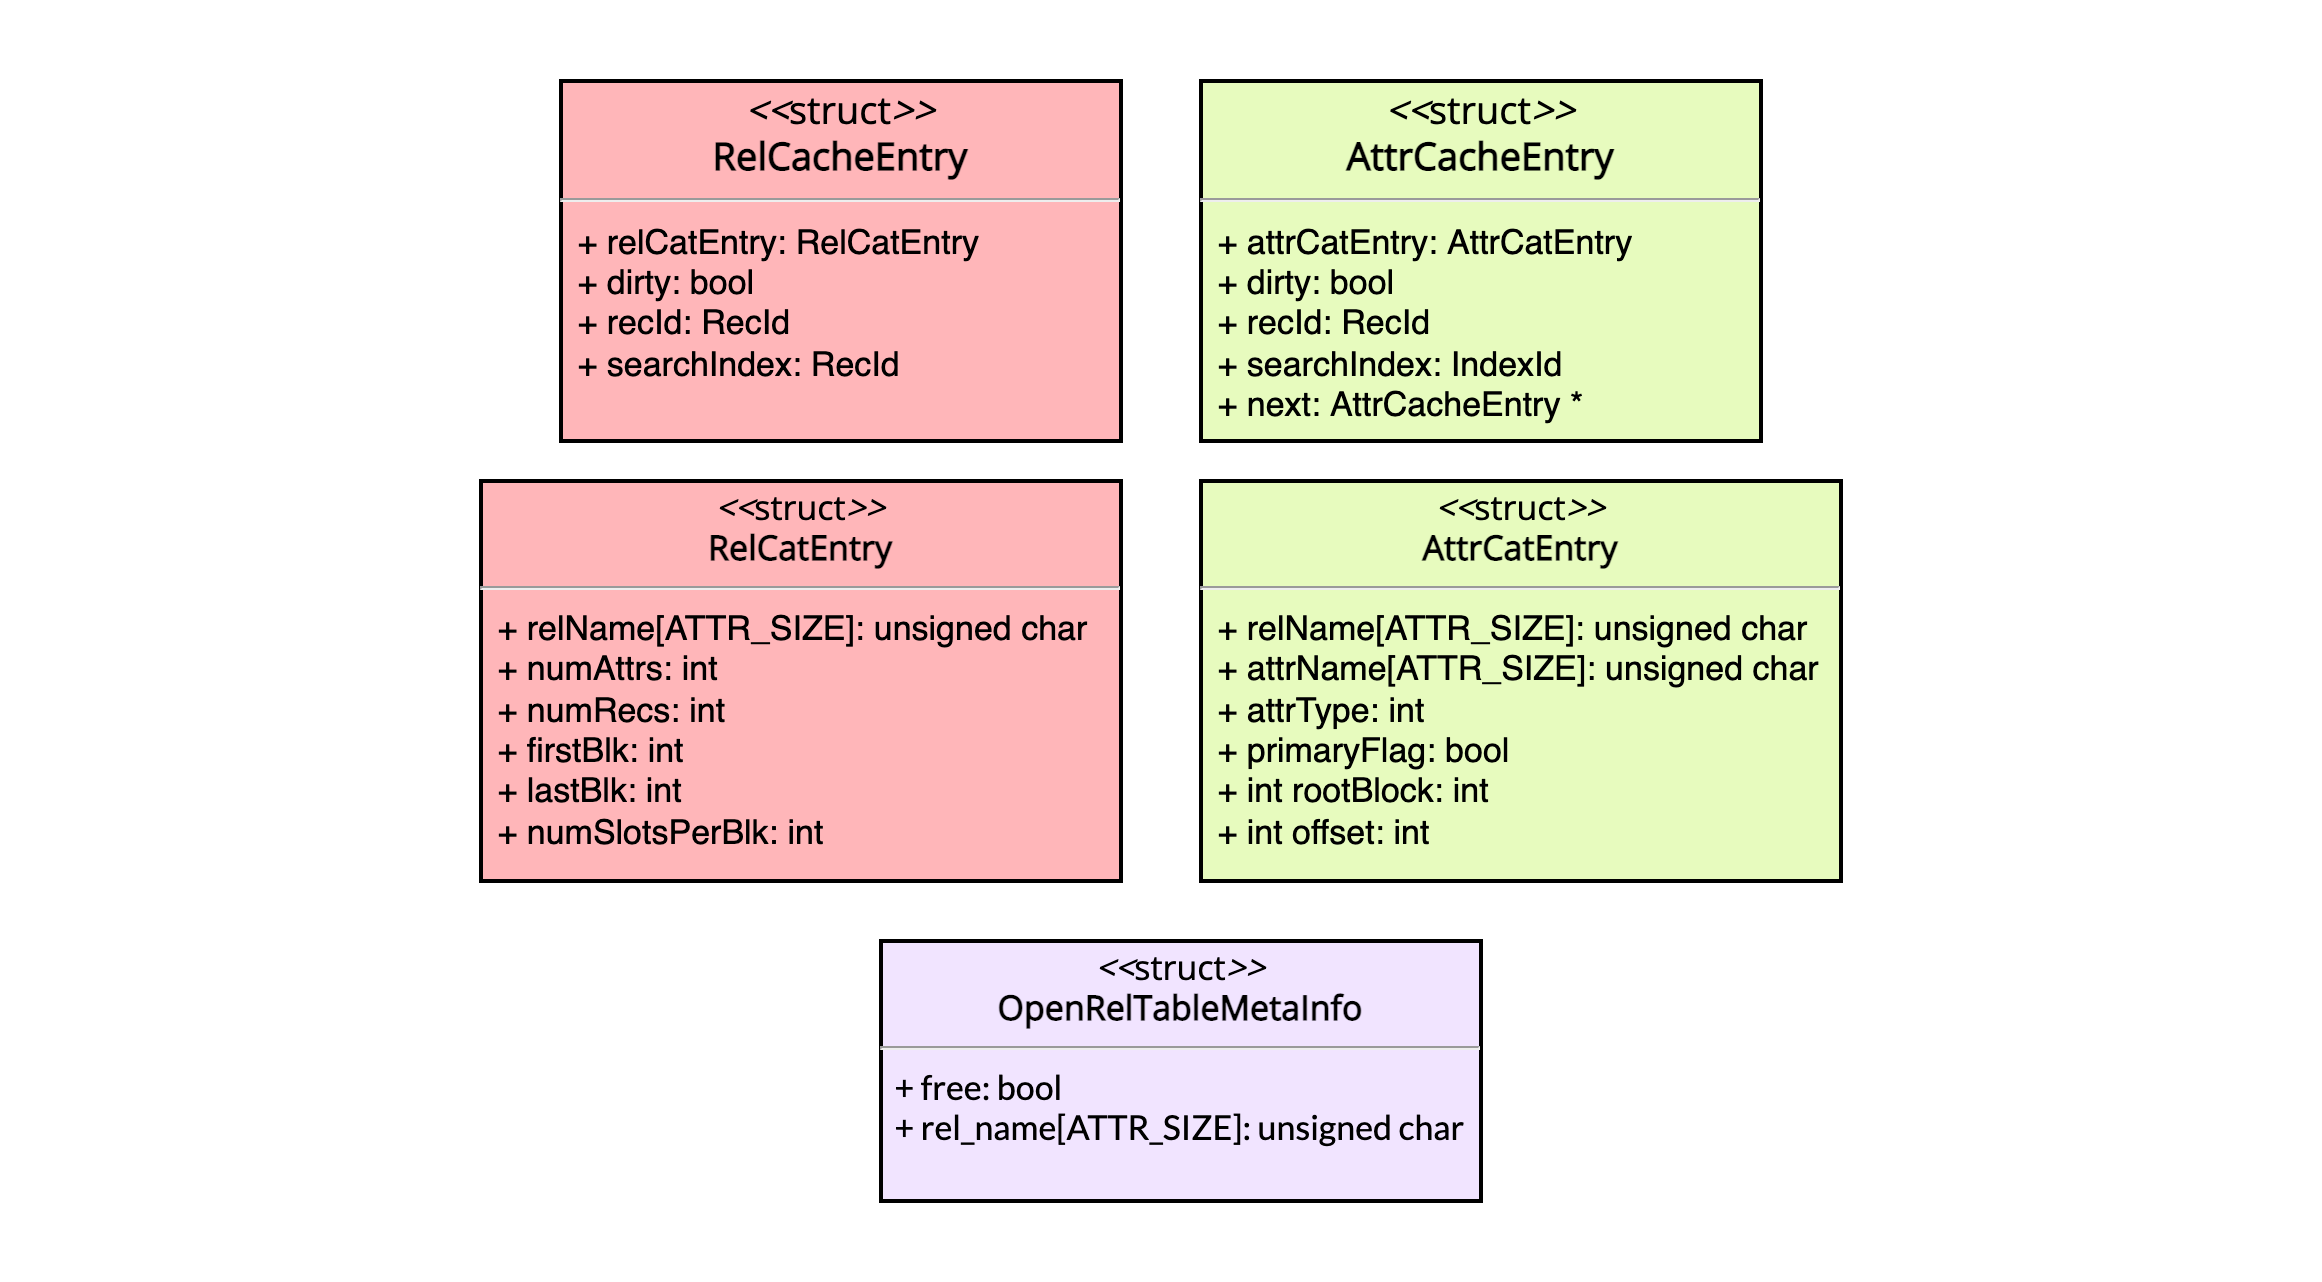 <<struct>>
RelCacheEntry
+ relCatEntry: RelCatEntry
+ dirty: bool
+ recId: RecId
+ searchIndex: RecId
<<struct>>
AttrCacheEntry
+ attrCatEntry: AttrCatEntry
+ dirty: bool
+ recId: RecId
+ searchIndex: IndexId
+ next: AttrCacheEntry *
<<struct>>
RelCatEntry
+ relName[ATTR_SIZE]: unsigned char
+ numAttrs: int
+ numRecs: int
+ firstBlk: int
+ lastBlk: int
+ numSlotsPerBlk: int
<<struct>>
AttrCatEntry
+ relName[ATTR_SIZE]: unsigned char
+ attrName[ATTR_SIZE]: unsigned char
+ attrType: int
+ primaryFlag: bool
+ int rootBlock: int
+ int offset: int
<<struct>>
OpenRelTableMetaInfo
+ free: bool
+ rel_name[ATTR_SIZE]: unsigned char